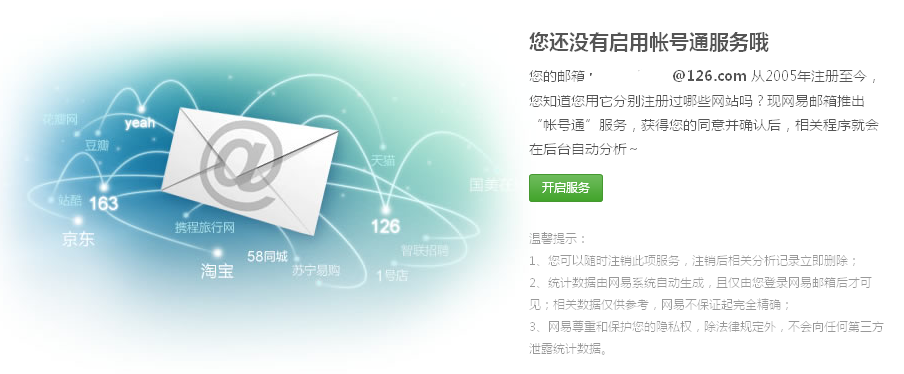 您还没有启用帐号通服务哦
您的邮箱 @126.com 从2005年注册至今，
您知道您用它分别注册过哪些网站吗？现网易邮箱推出
“帐号通”服务，获得您的同意并确认后，相关程序就会
在后台自动分析～
开启服务
温馨提示：
1、您可以随时注销此项服务，注销后相关分析记录立即删除；
2、统计数据由网易系统自动生成，且仅由您登录网易邮箱后才可
见；相关数据仅供参考，网易不保证起完全精确；
3、网易尊重和保护您的隐私权，除法律规定外，不会向任何第三方
泄露统计数据。
花瓣网
yeah
豆瓣
@
天猫
站酷
163
国美在
携程旅行网
126
京东
智联招聘
58同城
淘宝
苏宁易购
1号店